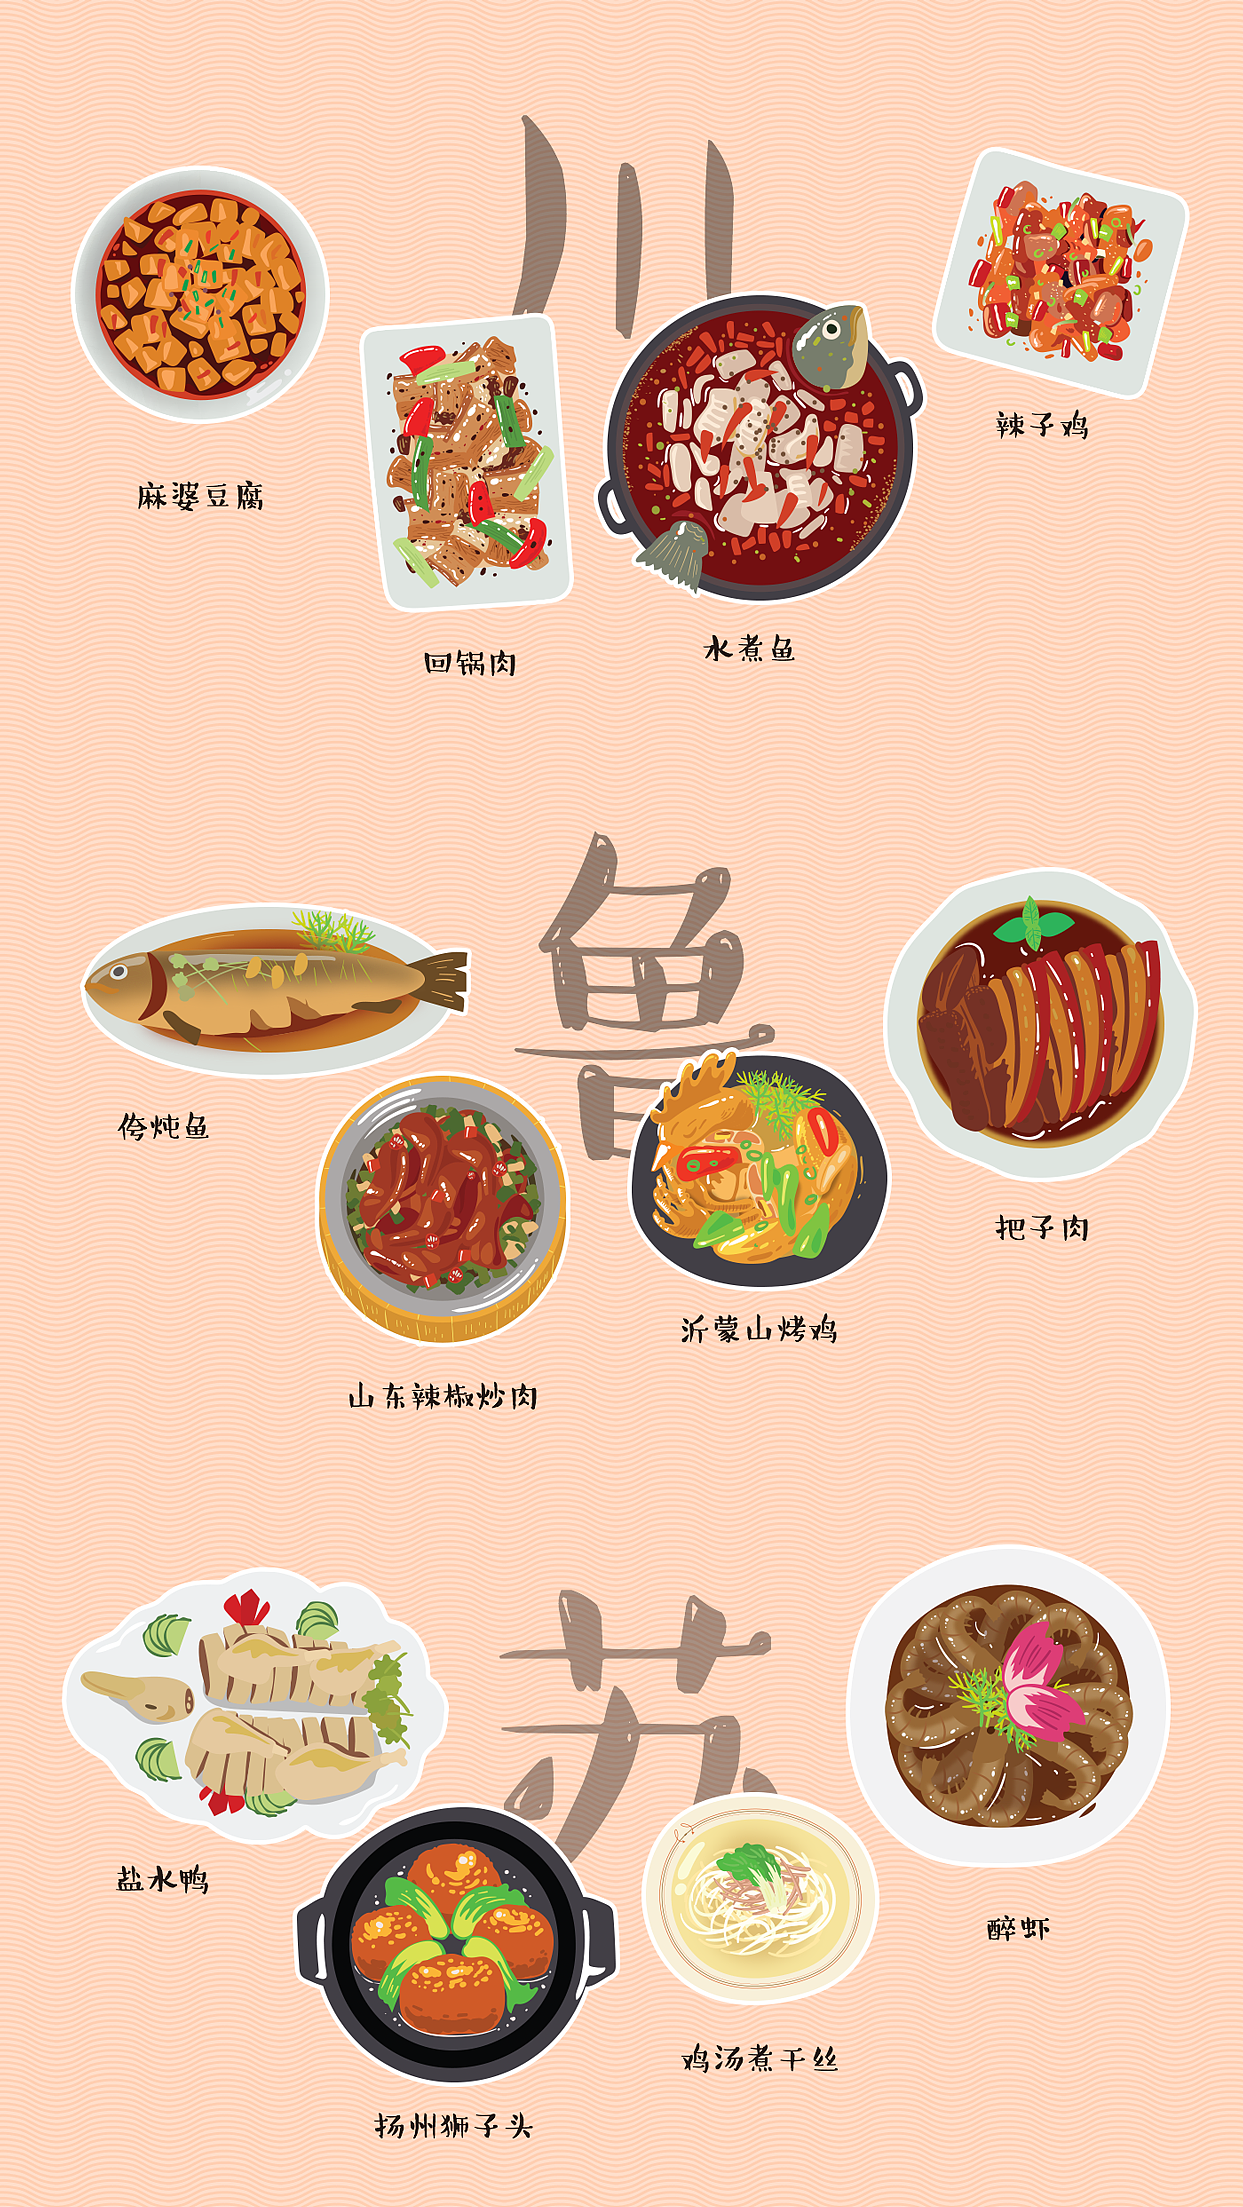 川
辣子鸡
麻婆豆腐
水煮鱼
回锅肉
鲁
侉炖鱼
把子肉
沂蒙山烤鸡
山东辣椒炒肉
苏
盐水鸭
醉虾
鸡汤煮干丝
扬州狮子头